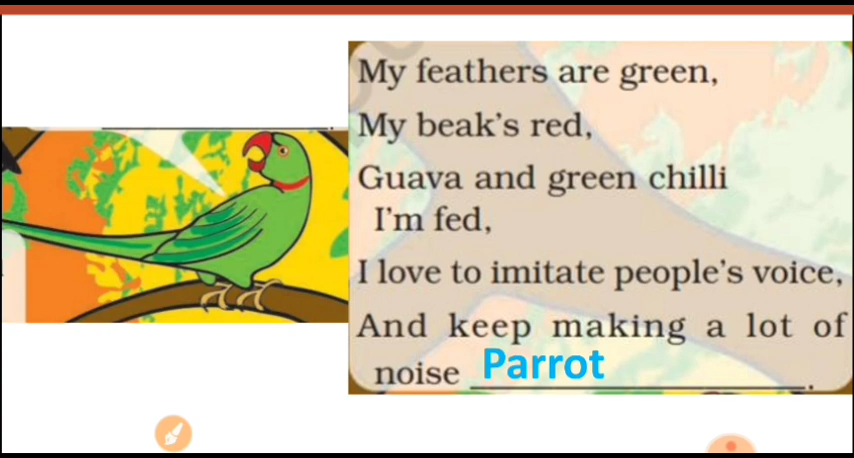 My feathers are green,
My beak's red,
Guava and green chilli
I'm fed,
I love to imitate people's voice,
And keep making a lot of
noise Parrot.